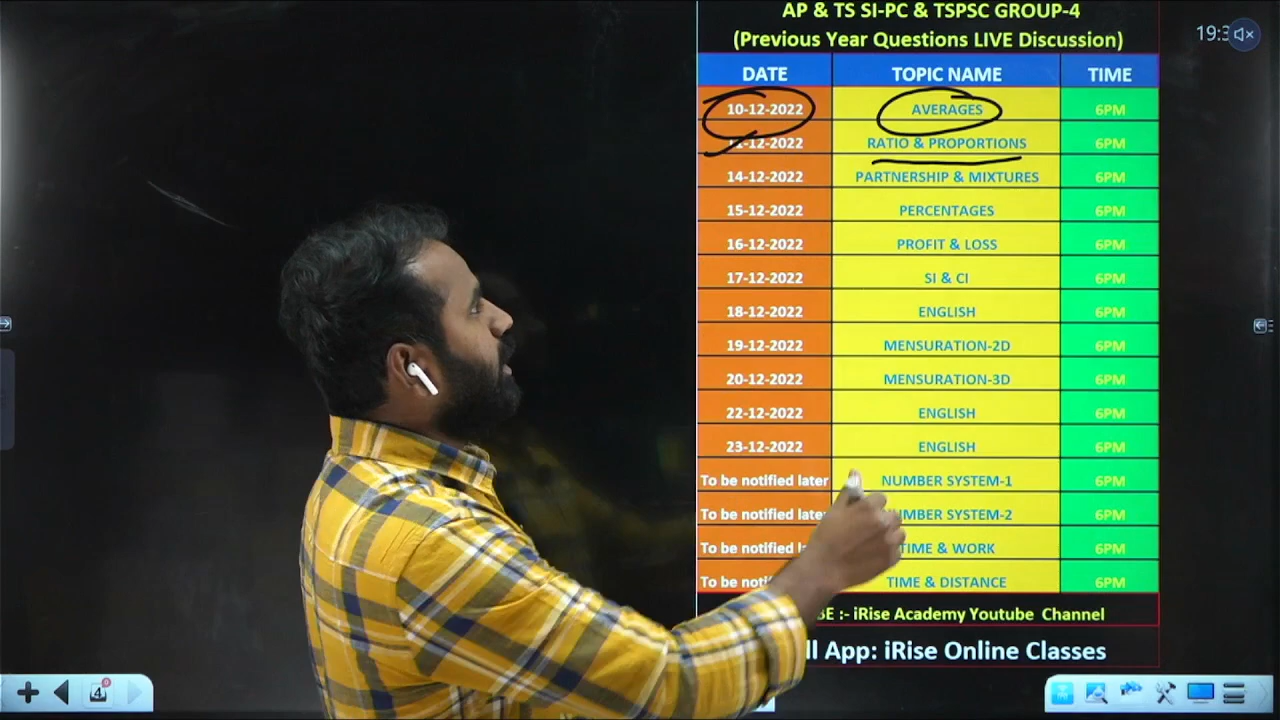 AP & TS SI-PC & TSPSC GROUP-4
(Previous Year Questions LIVE Discussion)
DATE TOPIC NAME TIME
10-12-2022 AVERAGES 6PM
-12-2022 RATIO & PROPORTIONS 6PM
14-12-2022 PARTNERSHIP & MIXTURES 6PM
15-12-2022 PERCENTAGES 6PM
16-12-2022 PROFIT & LOSS 6PM
17-12-2022 SI & CI 6PM
18-12-2022 ENGLISH 6PM
19-12-2022 MENSURATION-2D 6PM
20-12-2022 MENSURATION-3D 6PM
22-12-2022 ENGLISH 6PM
23-12-2022 ENGLISH 6PM
To be notified later NUMBER SYSTEM-1 6PM
To be notified later NUMBER SYSTEM-2 6PM
To be notified TIME & WORK 6PM
To be TIME & DISTANCE 6PM
:- iRise Academy Youtube Channel
App: iRise Online Classes
19:3
4